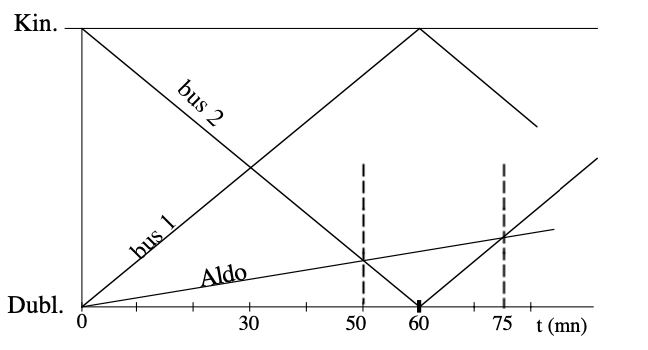 Kin.
bus 2
bus 1
Aldo
Dubl.
0 30 50 60 75 t (mn)